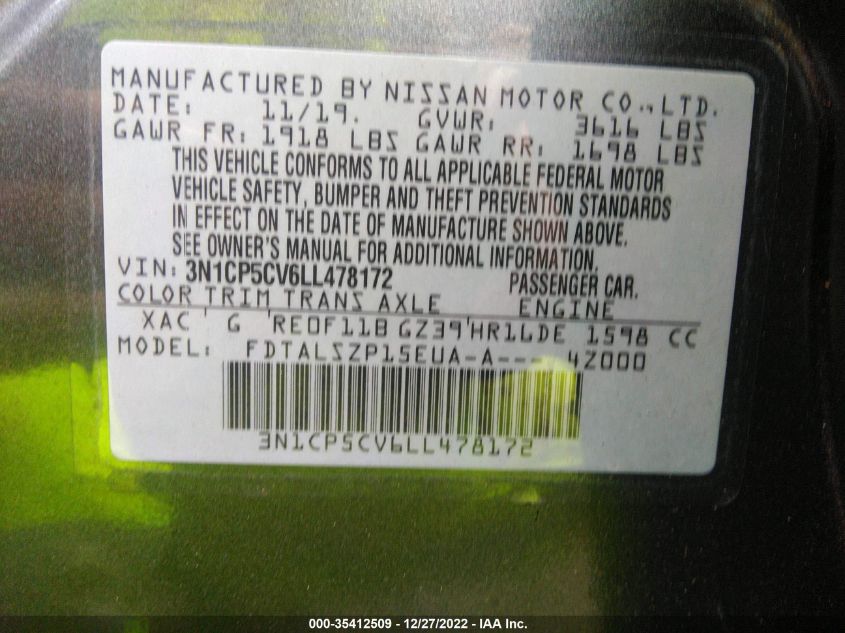 MANUFACTURED BY NISSAN MOTOR CO.,LTD.
DATE: 11/19. GVWR: 3616 LBS
GAWR FR: 1918 LBS GAWR RR: 1698 LBS
THIS VEHICLE CONFORMS TO ALL APPLICABLE FEDERAL MOTOR
VEHICLE SAFETY, BUMPER AND THEFT PREVENTION STANDARDS
IN EFFECT ON THE DATE OF MANUFACTURE SHOWN ABOVE.
SEE OWNER'S MANUAL FOR ADDITIONAL INFORMATION.
VIN: 3N1CP5CV6LL478172 PASSENGER CAR.
COLOR TRIM TRANS AXLE ENGINE
XAC ' G 'RE0F11B GZ39'HR16DE 1598 CC
MODEL: FDTALSZP15EUA-A--- 4Z000
3N1CP5CV6LL478172
000-35412509 - 12/27/2022 - IAA Inc.